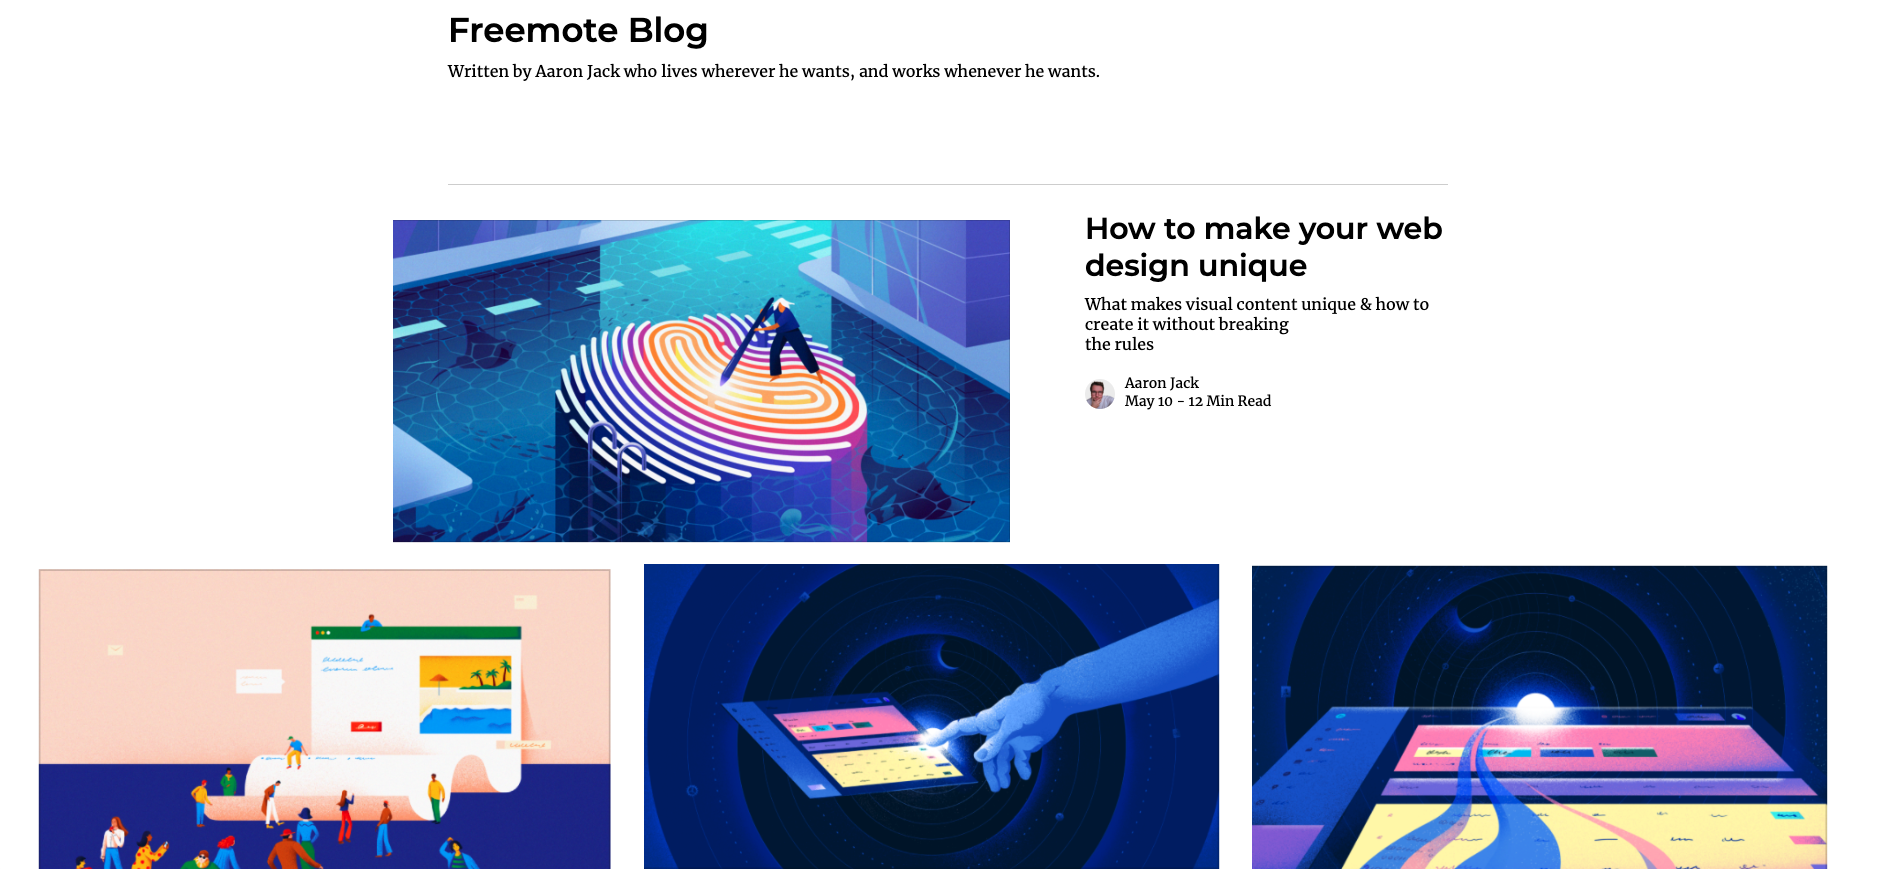 Freemote Blog
Written by Aaron Jack who lives wherever he wants, and works whenever he wants.
How to make your web
design unique
What makes visual content unique & how to
create it without breaking
the rules
Aaron Jack
May 10 - 12 Min Read